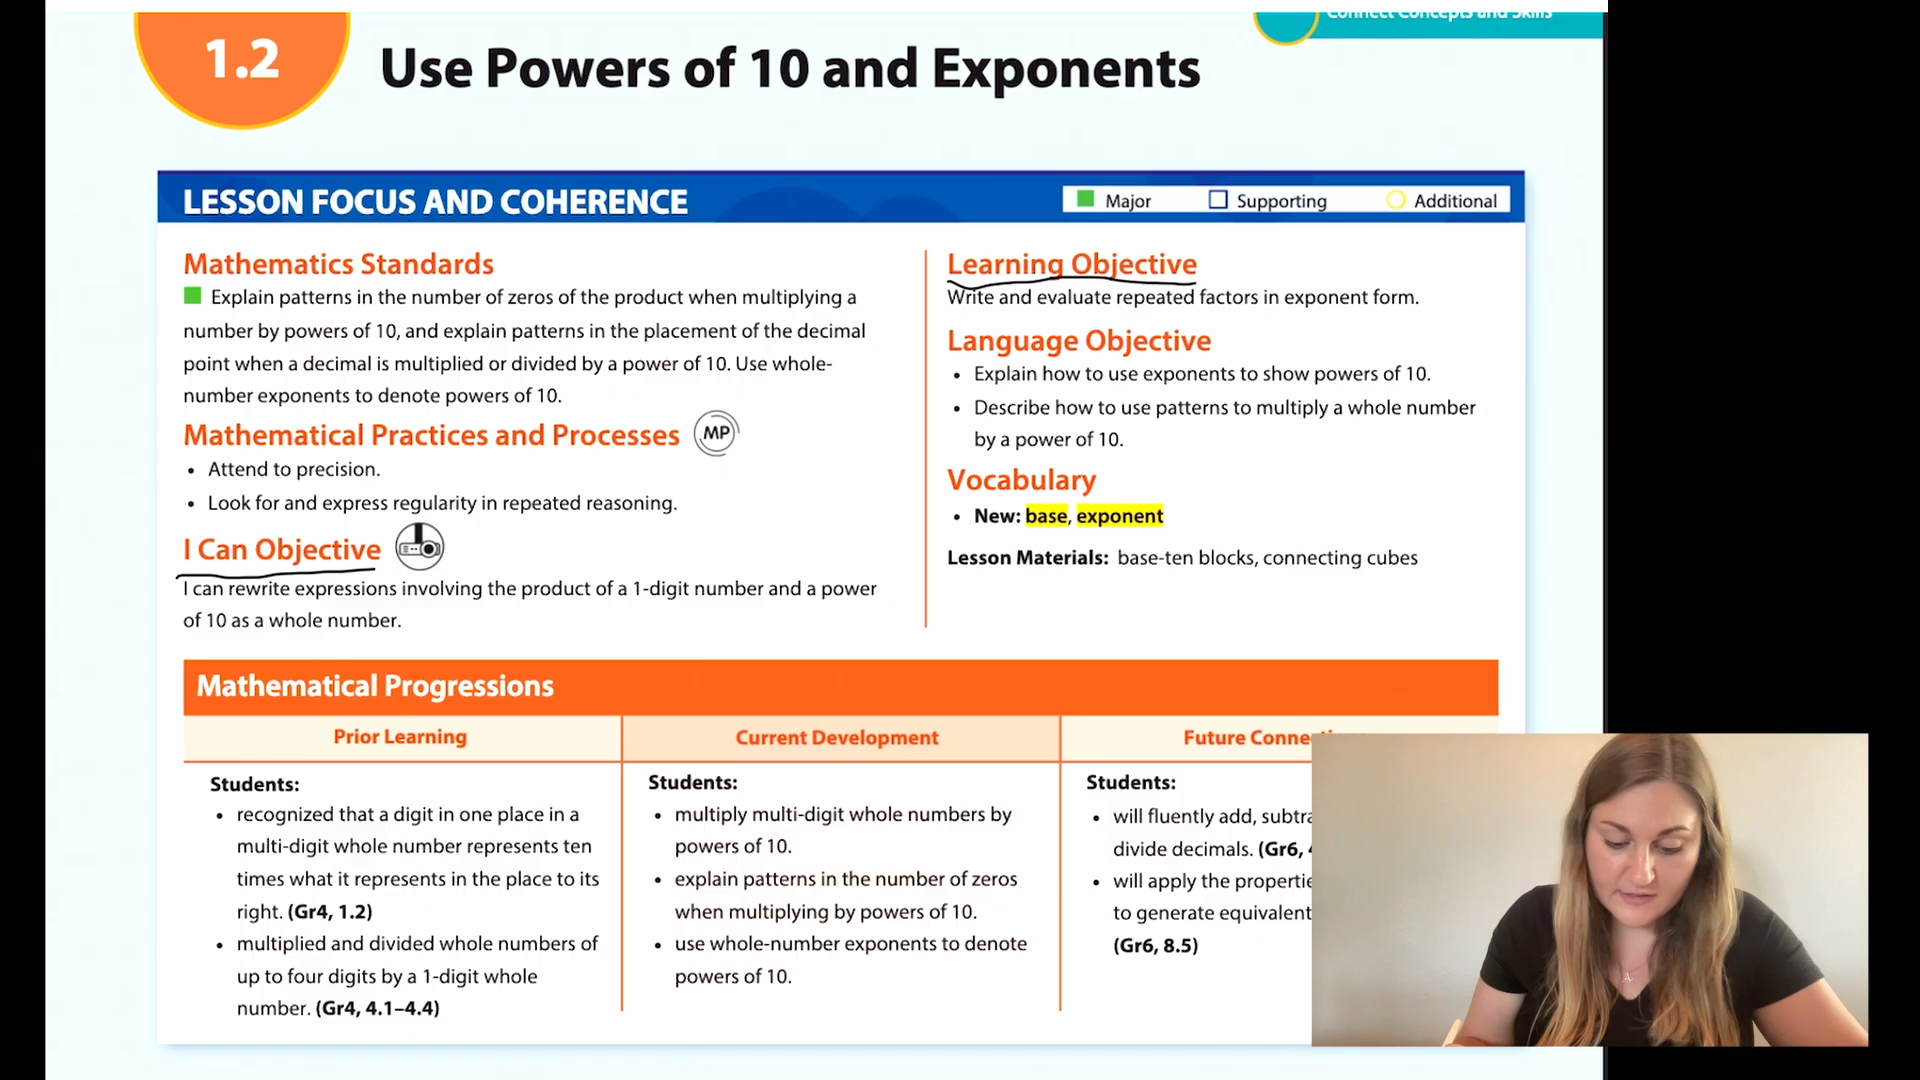 Connect Concepts and Skills
1.2
Use Powers of 10 and Exponents
LESSON FOCUS AND COHERENCE
Major
Supporting
Additional
Mathematics Standards
Explain patterns in the number of zeros of the product when multiplying a
number by powers of 10, and explain patterns in the placement of the decimal
point when a decimal is multiplied or divided by a power of 10. Use whole-
number exponents to denote powers of 10.
Mathematical Practices and Processes MP
• Attend to precision.
• Look for and express regularity in repeated reasoning.
I Can Objective
I can rewrite expressions involving the product of a 1-digit number and a power
of 10 as a whole number.
Learning Objective
Write and evaluate repeated factors in exponent form.
Language Objective
• Explain how to use exponents to show powers of 10.
• Describe how to use patterns to multiply a whole number
by a power of 10.
Vocabulary
• New: base, exponent
Lesson Materials: base-ten blocks, connecting cubes
Mathematical Progressions
Prior Learning
Students:
• recognized that a digit in one place in a
multi-digit whole number represents ten
times what it represents in the place to its
right. (Gr4, 1.2)
• multiplied and divided whole numbers of
up to four digits by a 1-digit whole
number. (Gr4, 4.1–4.4)
Current Development
Students:
• multiply multi-digit whole numbers by
powers of 10.
• explain patterns in the number of zeros
when multiplying by powers of 10.
• use whole-number exponents to denote
powers of 10.
Future
Students:
• will fluently add,
divide decimals. (Gr6,
• will apply the
to generate equivalent
(Gr6, 8.5)